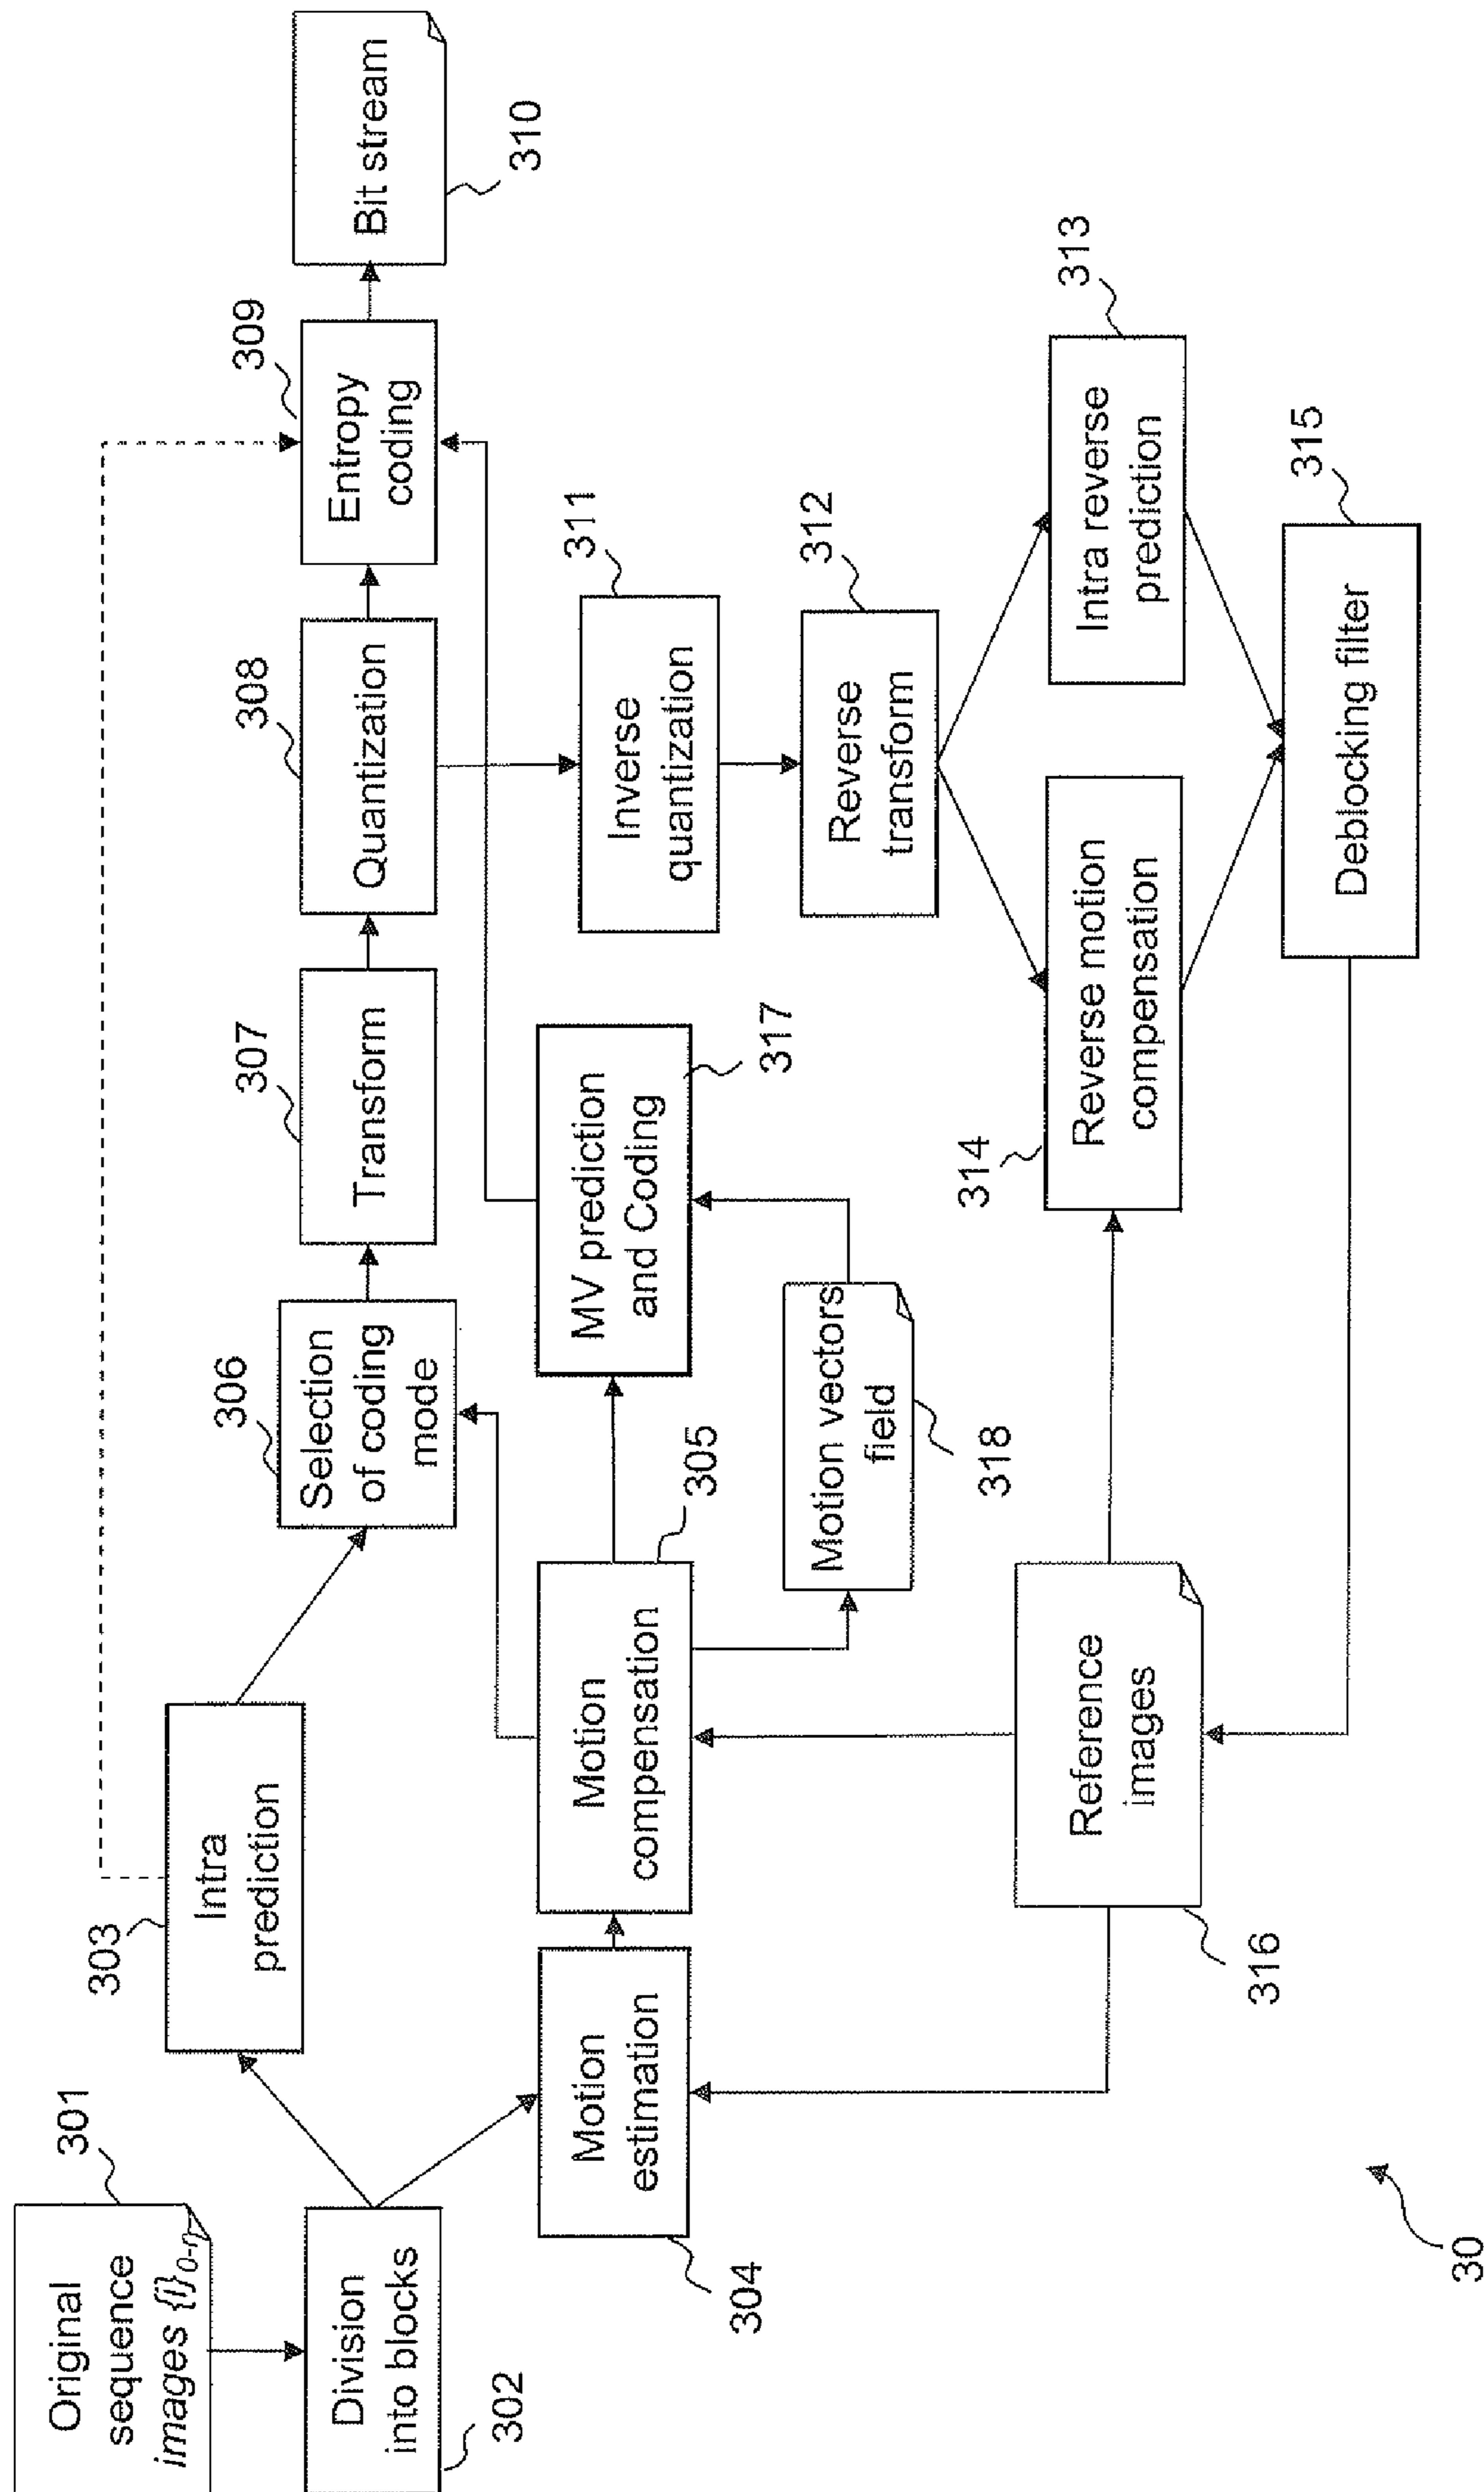 Original
sequence
images {I}0-n
301
Division
into blocks
302
303
Intra
prediction
Motion
estimation
304
Motion
compensation
305
306
Selection
of coding
mode
307
Transform
308
Quantization
309
Entropy
coding
Bit stream
310
MV prediction
and Coding
317
Motion vectors
field
318
311
Inverse
quantization
312
Reverse
transform
313
Intra reverse
prediction
314
Reverse motion
compensation
315
Deblocking filter
Reference
images
316
30